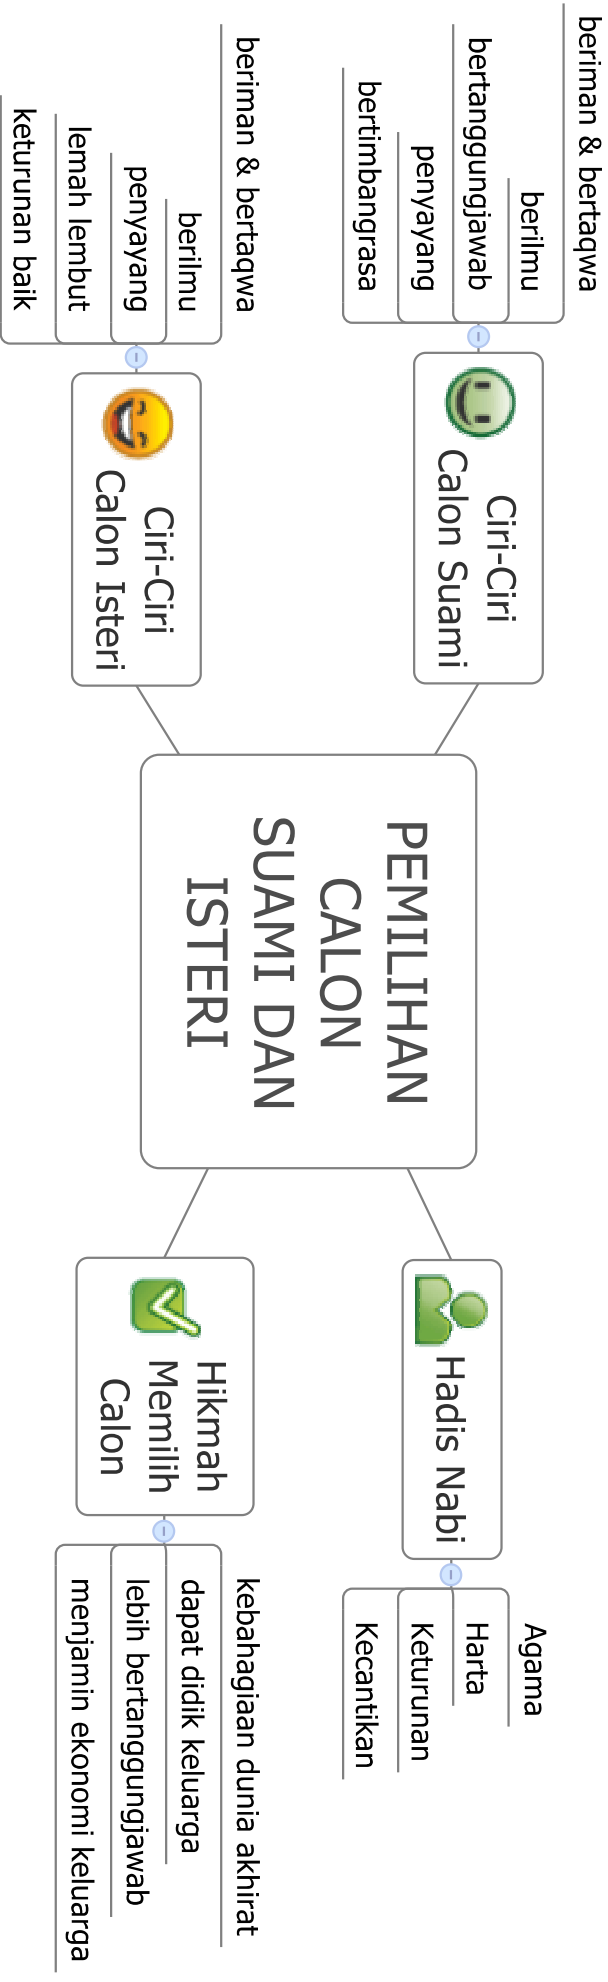 PEMILIHAN
CALON
SUAMI DAN
ISTERI
Ciri-Ciri
Calon Suami
beriman & bertaqwa
berilmu
bertanggungjawab
penyayang
bertimbangrasa
Ciri-Ciri
Calon Isteri
beriman & bertaqwa
berilmu
penyayang
lemah lembut
keturunan baik
Hadis Nabi
Agama
Harta
Keturunan
Kecantikan
Hikmah
Memilih
Calon
kebahagiaan dunia akhirat
dapat didik keluarga
lebih bertanggungjawab
menjamin ekonomi keluarga